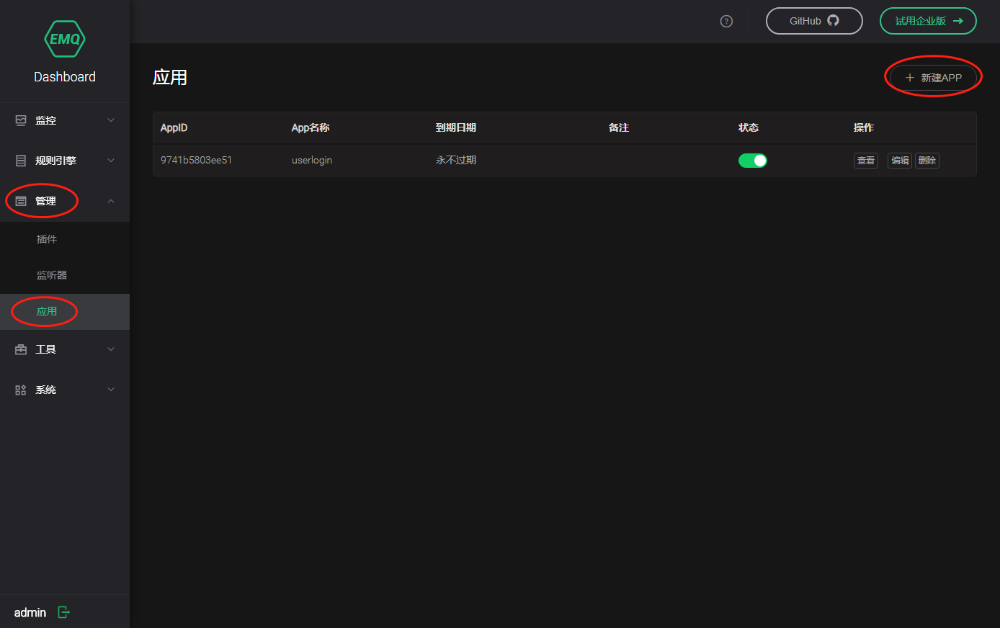 EMQ
Dashboard
监控
规则引擎
管理
插件
监听器
应用
工具
系统
admin
? GitHub 试用企业版 →
应用
+ 新建APP
AppID App名称 到期日期 备注 状态 操作
9741b5803ee51 userlogin 永不过期 查看 编辑 删除